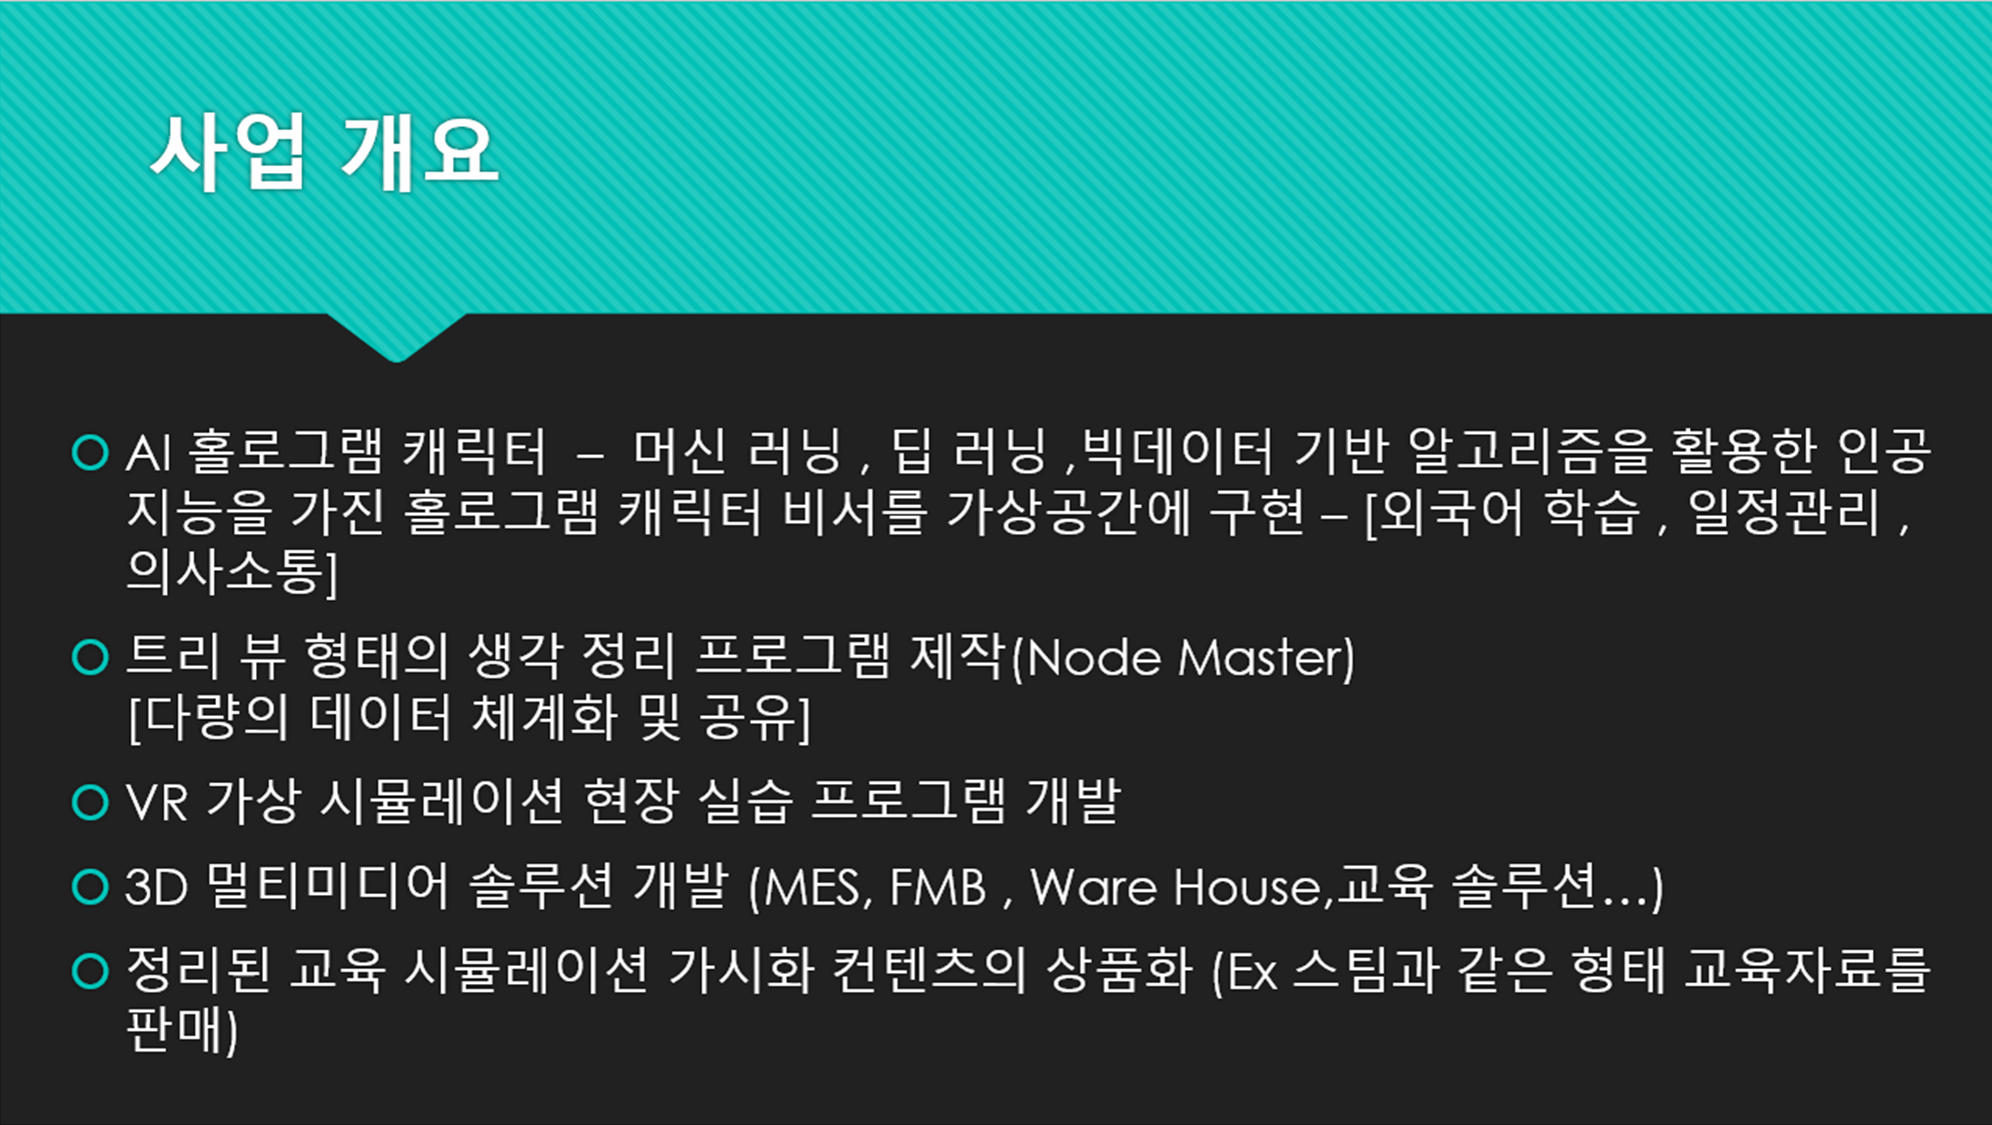 사업 개요
AI 홀로그램 캐릭터 – 머신 러닝 , 딥 러닝 ,빅데이터 기반 알고리즘을 활용한 인공
지능을 가진 홀로그램 캐릭터 비서를 가상공간에 구현 – [외국어 학습 , 일정관리 ,
의사소통]
트리 뷰 형태의 생각 정리 프로그램 제작(Node Master)
[다량의 데이터 체계화 및 공유]
VR 가상 시뮬레이션 현장 실습 프로그램 개발
3D 멀티미디어 솔루션 개발 (MES, FMB , Ware House,교육 솔루션...)
정리된 교육 시뮬레이션 가시화 컨텐츠의 상품화 (Ex 스팀과 같은 형태 교육자료를
판매)